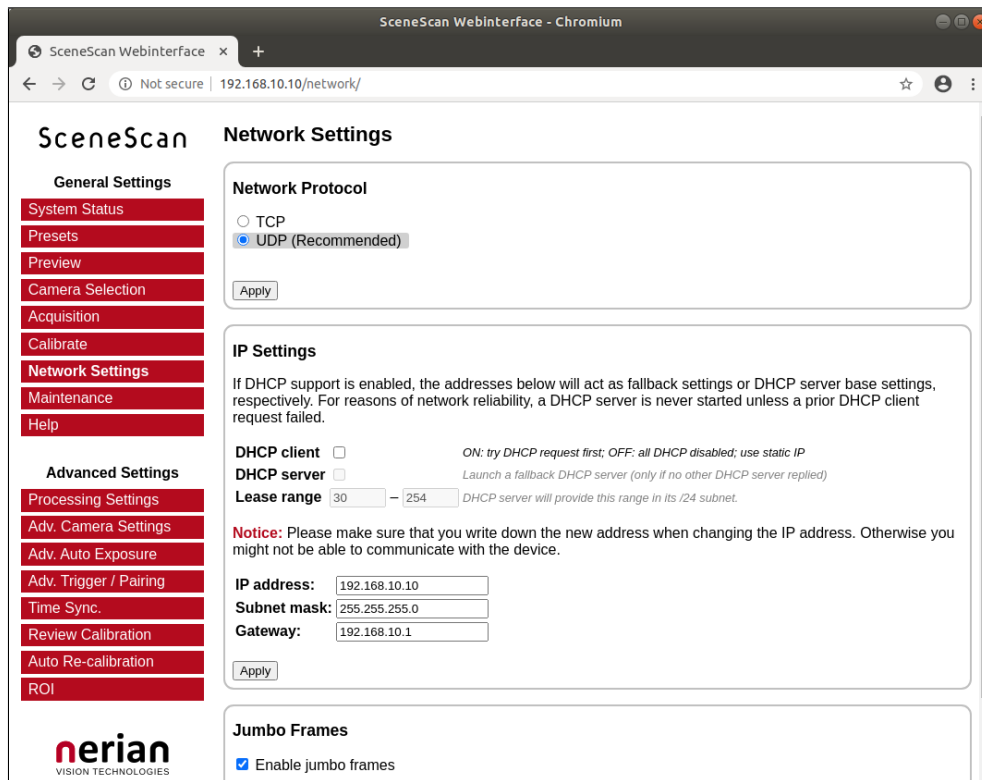 SceneScan Webinterface - Chromium
SceneScan Webinterface × +
Not secure | 192.168.10.10/network/
SceneScan
General Settings
System Status
Presets
Preview
Camera Selection
Acquisition
Calibrate
Network Settings
Maintenance
Help
Advanced Settings
Processing Settings
Adv. Camera Settings
Adv. Auto Exposure
Adv. Trigger / Pairing
Time Sync.
Review Calibration
Auto Re-calibration
ROI
nerian
VISION TECHNOLOGIES
Network Settings
Network Protocol
TCP
UDP (Recommended)
Apply
IP Settings
If DHCP support is enabled, the addresses below will act as fallback settings or DHCP server base settings,
respectively. For reasons of network reliability, a DHCP server is never started unless a prior DHCP client
request failed.
DHCP client ON: try DHCP request first; OFF: all DHCP disabled; use static IP
DHCP server Launch a fallback DHCP server (only if no other DHCP server replied)
Lease range 30 – 254 DHCP server will provide this range in its /24 subnet.
Notice: Please make sure that you write down the new address when changing the IP address. Otherwise you
might not be able to communicate with the device.
IP address: 192.168.10.10
Subnet mask: 255.255.255.0
Gateway: 192.168.10.1
Apply
Jumbo Frames
Enable jumbo frames